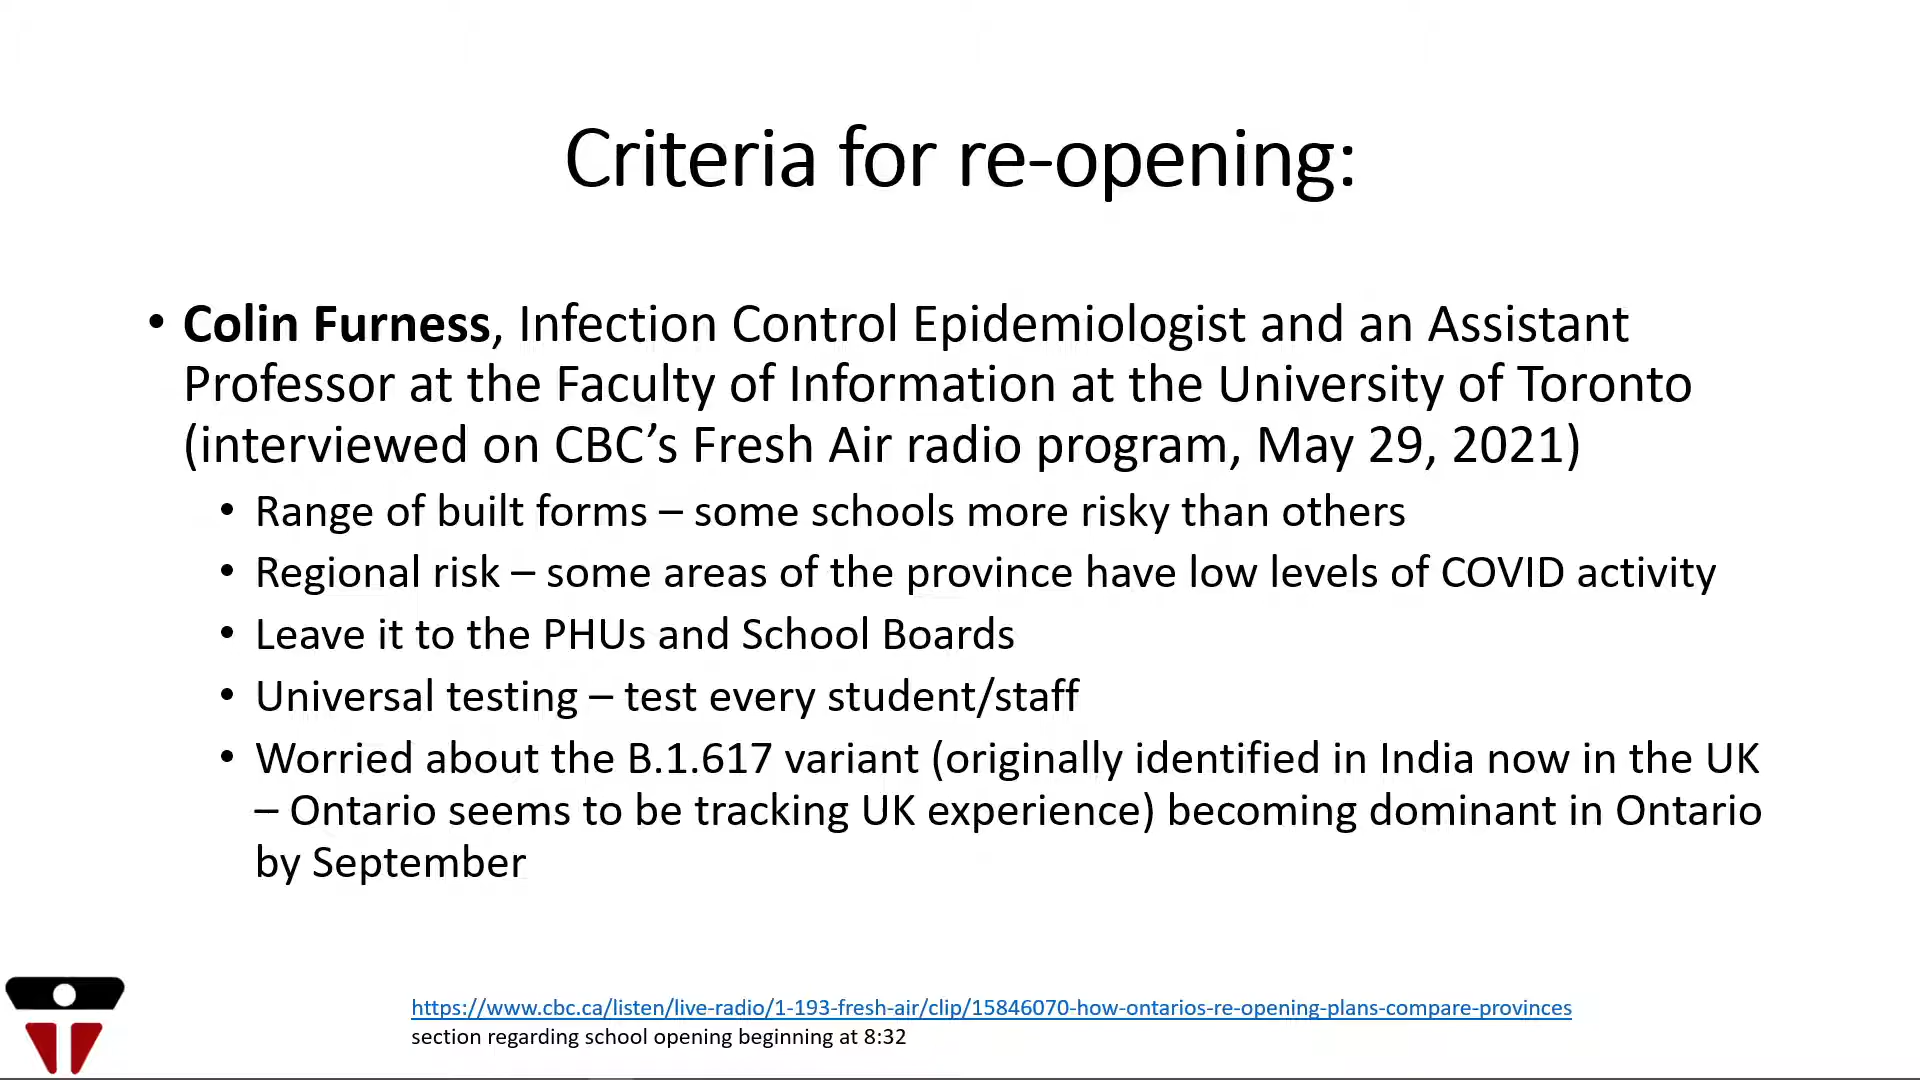 Criteria for re-opening:
• Colin Furness, Infection Control Epidemiologist and an Assistant
Professor at the Faculty of Information at the University of Toronto
(interviewed on CBC’s Fresh Air radio program, May 29, 2021)
• Range of built forms – some schools more risky than others
• Regional risk – some areas of the province have low levels of COVID activity
• Leave it to the PHUs and School Boards
• Universal testing – test every student/staff
• Worried about the B.1.617 variant (originally identified in India now in the UK
– Ontario seems to be tracking UK experience) becoming dominant in Ontario
by September
https://www.cbc.ca/listen/live-radio/1-193-fresh-air/clip/15846070-how-ontarios-re-opening-plans-compare-provinces
section regarding school opening beginning at 8:32